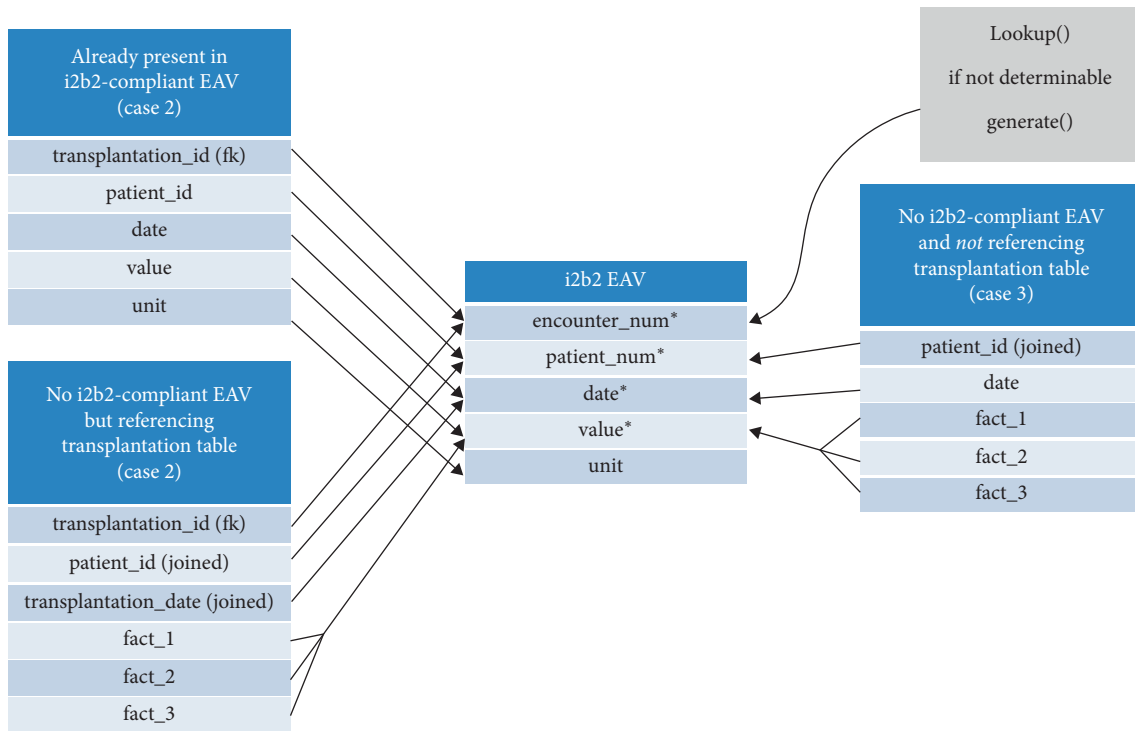 Already present in
i2b2-compliant EAV
(case 2)
transplantation_id (fk)
patient_id
date
value
unit
No i2b2-compliant EAV
but referencing
transplantation table
(case 2)
transplantation_id (fk)
patient_id (joined)
transplantation_date (joined)
fact_1
fact_2
fact_3
i2b2 EAV
encounter_num*
patient_num*
date*
value*
unit
Lookup()
if not determinable
generate()
No i2b2-compliant EAV
and not referencing
transplantation table
(case 3)
patient_id (joined)
date
fact_1
fact_2
fact_3